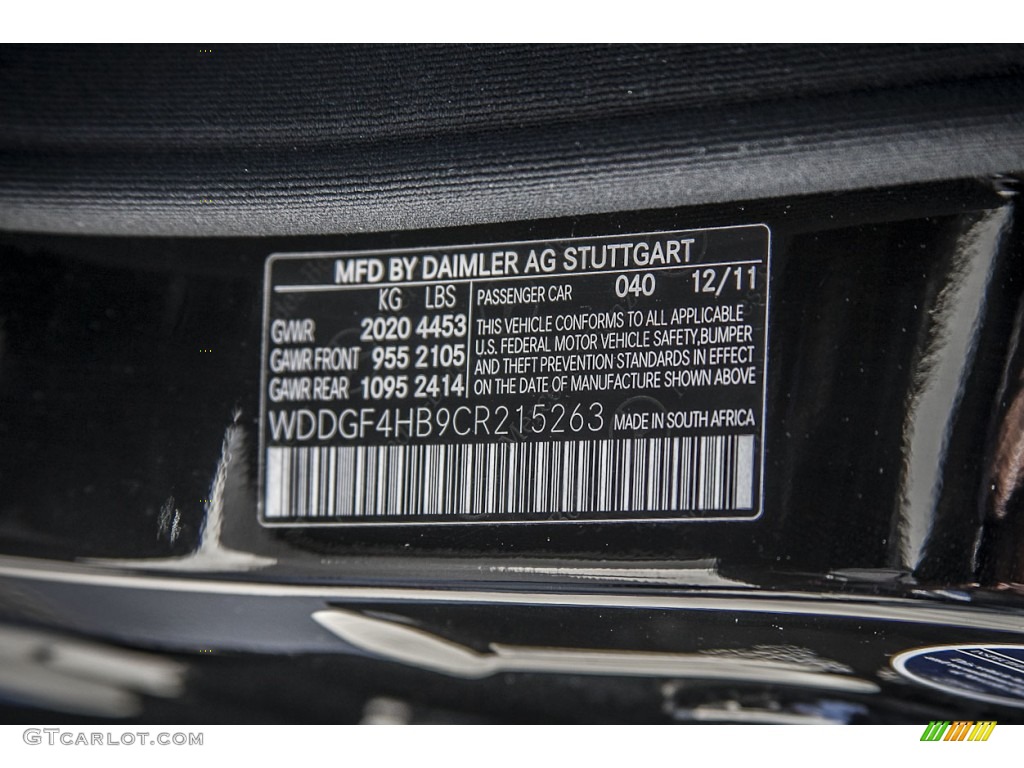 MFD BY DAIMLER AG STUTTGART
KG LBS
GVWR 2020 4453
GAWR FRONT 955 2105
GAWR REAR 1095 2414
PASSENGER CAR 040 12/11
THIS VEHICLE CONFORMS TO ALL APPLICABLE
U.S. FEDERAL MOTOR VEHICLE SAFETY,BUMPER
AND THEFT PREVENTION STANDARDS IN EFFECT
ON THE DATE OF MANUFACTURE SHOWN ABOVE
WDDGF4HB9CR215263 MADE IN SOUTH AFRICA
GTCARLOT.COM